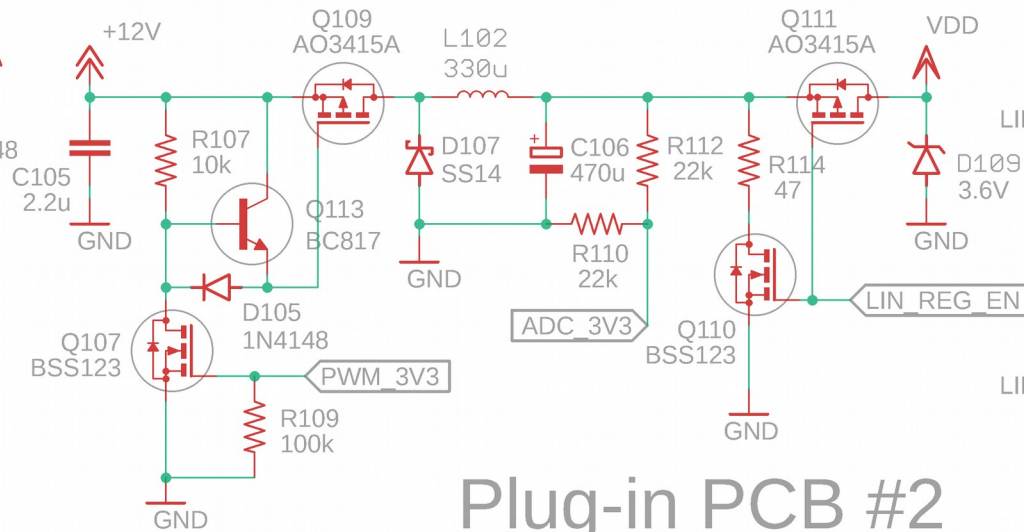 +12V
Q109
AO3415A
L102
330u
Q111
AO3415A
VDD
48
C105
2.2u
GND
R107
10k
Q113
BC817
D107
SS14
C106
470u
R112
22k
R114
47
D109
3.6V
GND
LI
GND
R110
22k
ADC_3V3
LIN_REG_EN
D105
1N4148
Q107
BSS123
PWM_3V3
Q110
BSS123
LI
R109
100k
GND
GND
Plug-in PCB #2